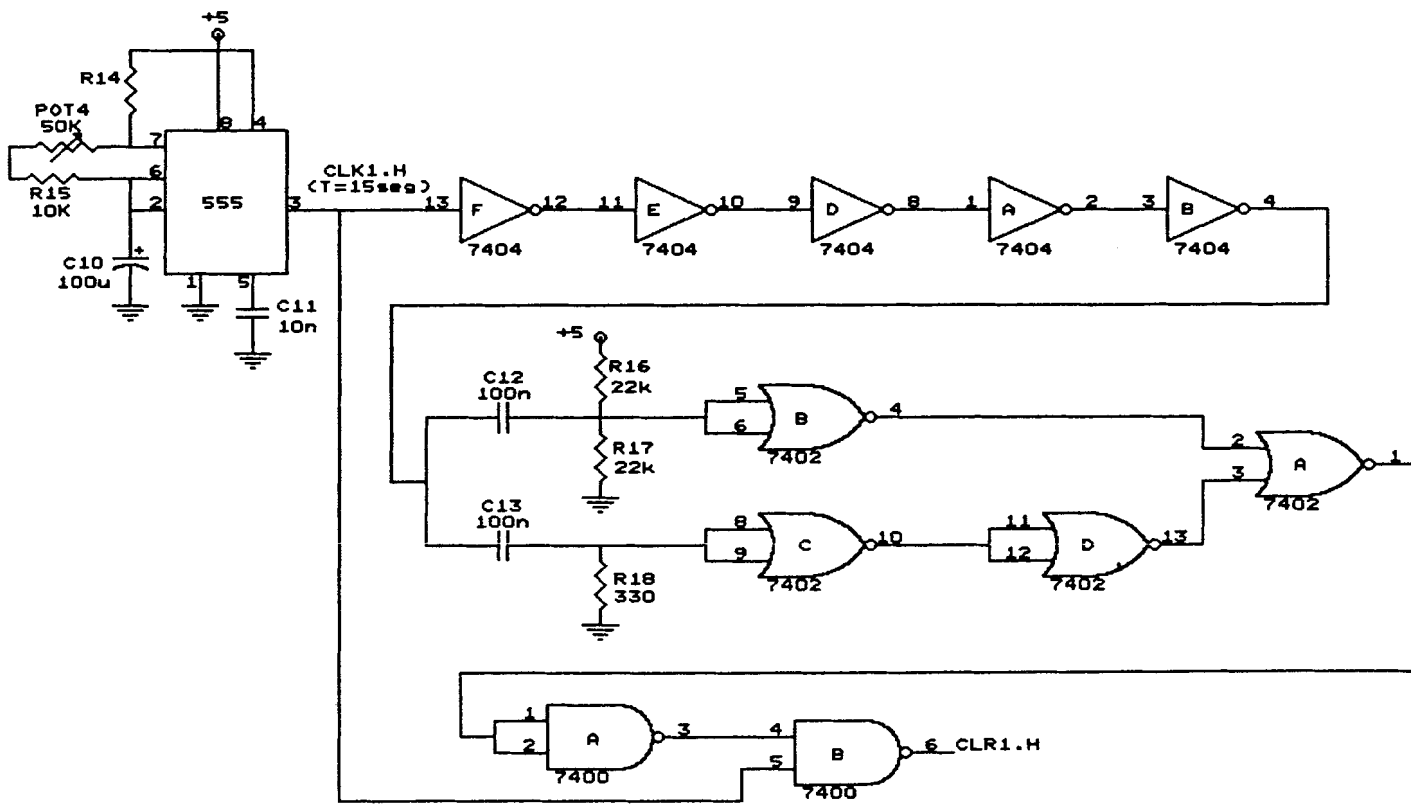 +5
R14
POT4
50K
8 4
7
6
R15
10K
2
555
3
CLK1.H
(T=15seg)
13 F 12 11 E 10 9 D 8 1 A 2 3 B 4
7404 7404 7404 7404 7404
C10
+
100u
1 5
C11
10n
+5
R16
22k
C12
100n
5
6
B
4
7402
R17
22k
2
3
A
1
7402
C13
100n
8
9
C
10
7402
11
12
D
13
7402
R18
330
1
2
A
3
7400
4
5
B
6
CLR1.H
7400